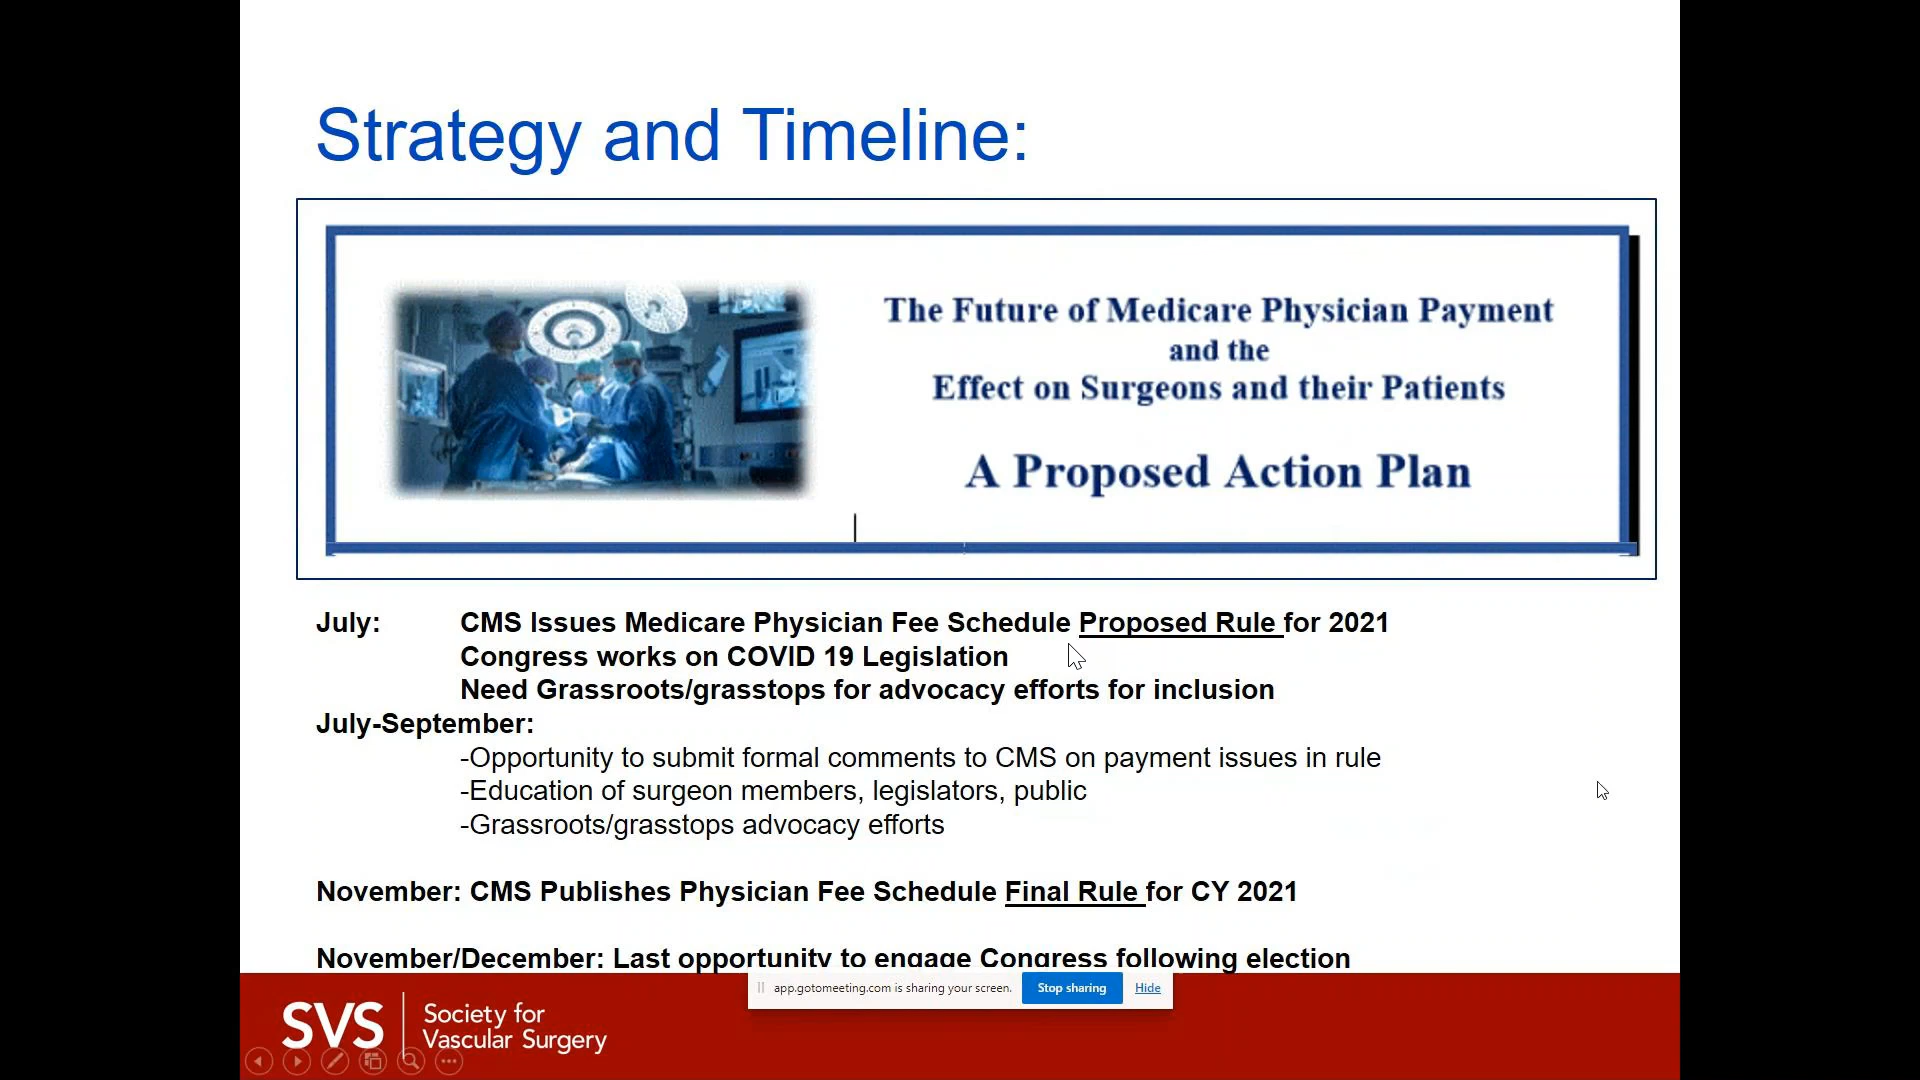 Strategy and Timeline:
The Future of Medicare Physician Payment
and the
Effect on Surgeons and their Patients
A Proposed Action Plan
July: CMS Issues Medicare Physician Fee Schedule Proposed Rule for 2021
Congress works on COVID 19 Legislation
Need Grassroots/grasstops for advocacy efforts for inclusion
July-September:
-Opportunity to submit formal comments to CMS on payment issues in rule
-Education of surgeon members, legislators, public
-Grassroots/grasstops advocacy efforts
November: CMS Publishes Physician Fee Schedule Final Rule for CY 2021
November/December: Last opportunity to engage Congress following election
app.gotomeeting.com is sharing your screen. Stop sharing Hide
SVS
Society for
Vascular Surgery